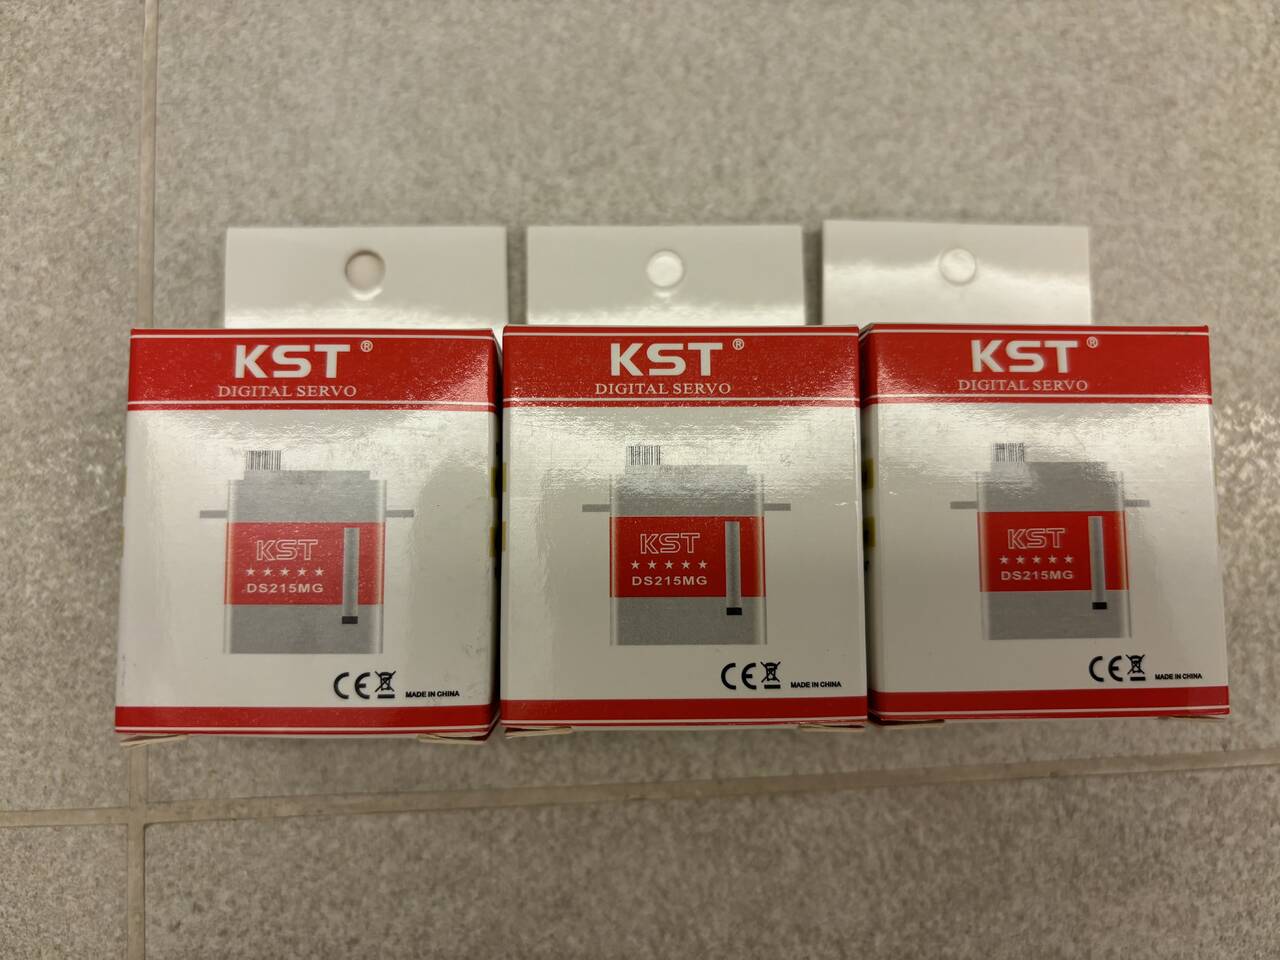 KST®
DIGITAL SERVO
KST
★★★★★
DS215MG
CE
MADE IN CHINA
KST®
DIGITAL SERVO
KST
★★★★★
DS215MG
CE
MADE IN CHINA
KST®
DIGITAL SERVO
KST
★★★★★
DS215MG
CE
MADE IN CHINA